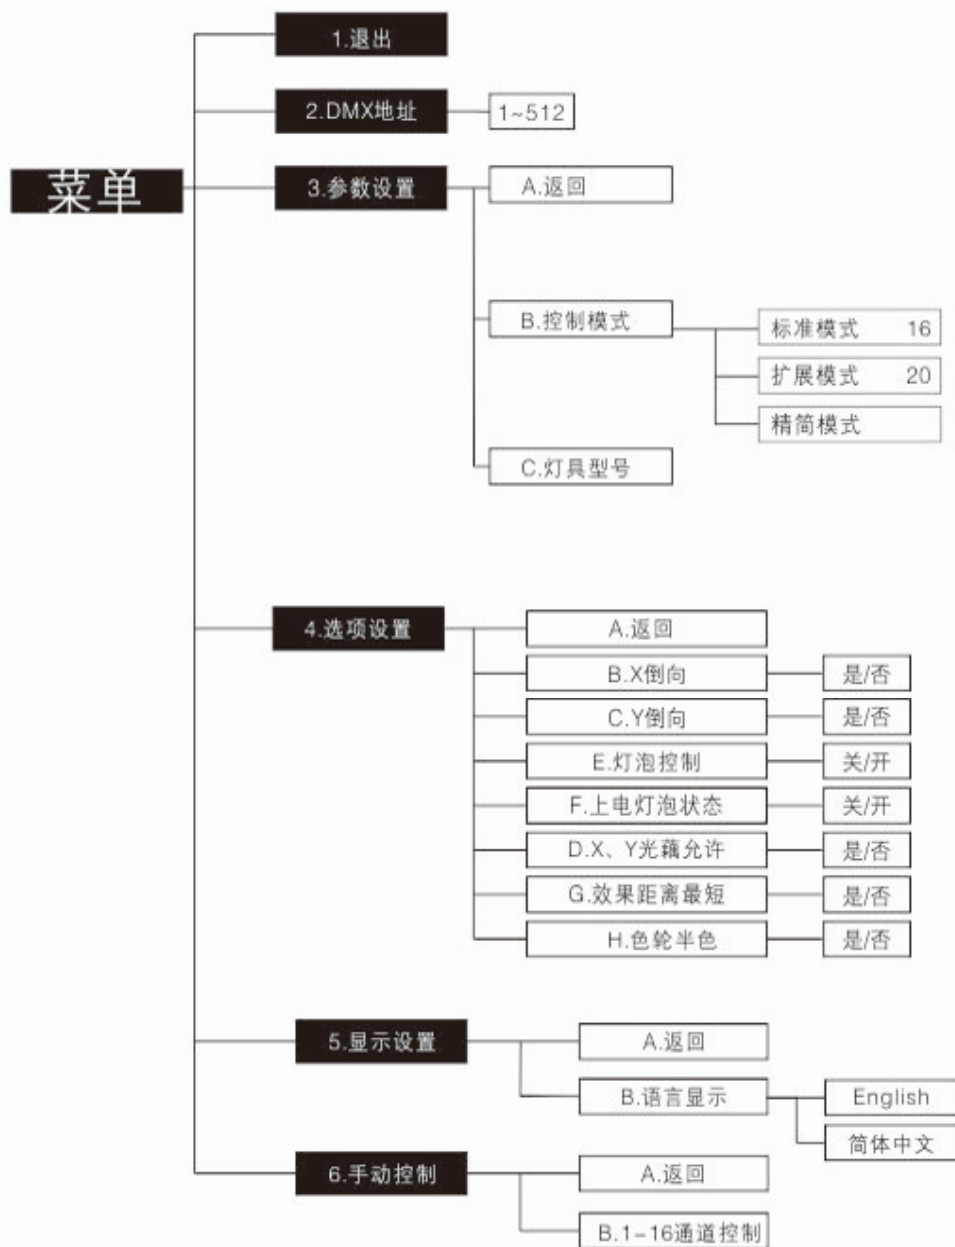 菜单
1.退出
2.DMX地址
1~512
3.参数设置
A.返回
B.控制模式
标准模式 16
扩展模式 20
精简模式
C.灯具型号
4.选项设置
A.返回
B.X倒向
是/否
C.Y倒向
是/否
E.灯泡控制
关/开
F.上电灯泡状态
关/开
D.X、Y光藕允许
是/否
G.效果距离最短
是/否
H.色轮半色
是/否
5.显示设置
A.返回
B.语言显示
English
简体中文
6.手动控制
A.返回
B.1-16通道控制